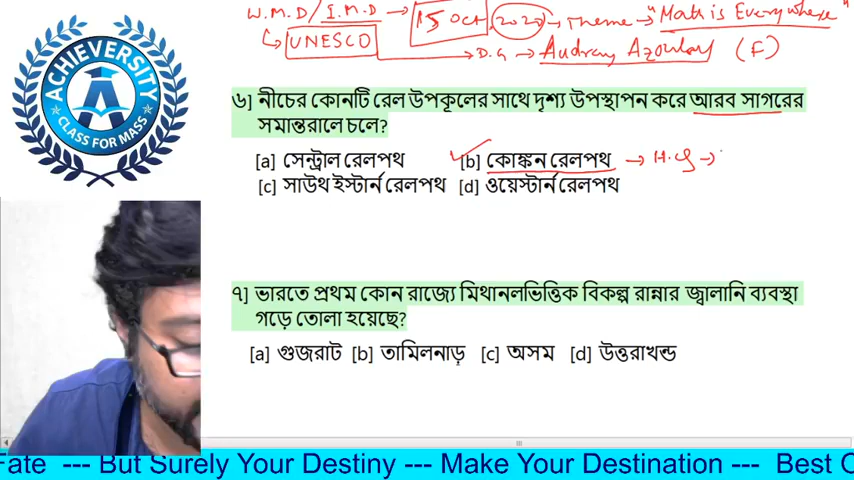 W.M.D / I.M.D → 15 Oct, 2020 → Theme → "Math is Everywhere"
UNESCO → D.G → Audray Azoulay (F)
ACHIEVERSITY
CLASS FOR MASS
৬] নীচের কোনটি রেল উপকূলের সাথে দৃশ্য উপস্থাপন করে আরব সাগরের
সমান্তরালে চলে?
[a] সেন্ট্রাল রেলপথ [b] কোঙ্কন রেলপথ → H.Q →
[c] সাউথ ইস্টার্ন রেলপথ [d] ওয়েস্টার্ন রেলপথ
৭] ভারতে প্রথম কোন রাজ্যে মিথানলভিত্তিক বিকল্প রান্নার জ্বালানি ব্যবস্থা
গড়ে তোলা হয়েছে?
[a] গুজরাট [b] তামিলনাড়ু [c] অসম [d] উত্তরাখন্ড
Fate --- But Surely Your Destiny --- Make Your Destination --- Best